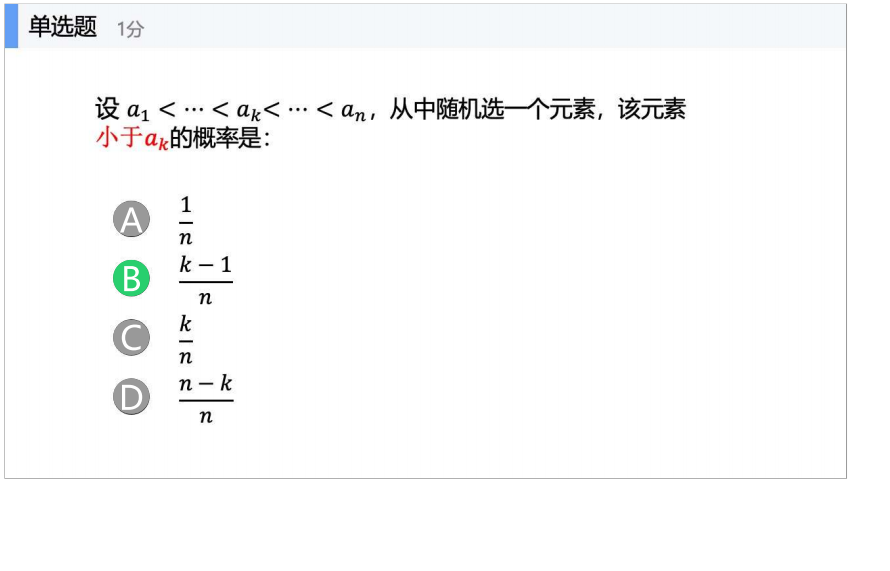 单选题 1分
设 a₁ < ⋯ < aₖ< ⋯ < aₙ，从中随机选一个元素，该元素
小于aₖ的概率是：
A 1/n
B (k − 1)/n
C k/n
D (n − k)/n